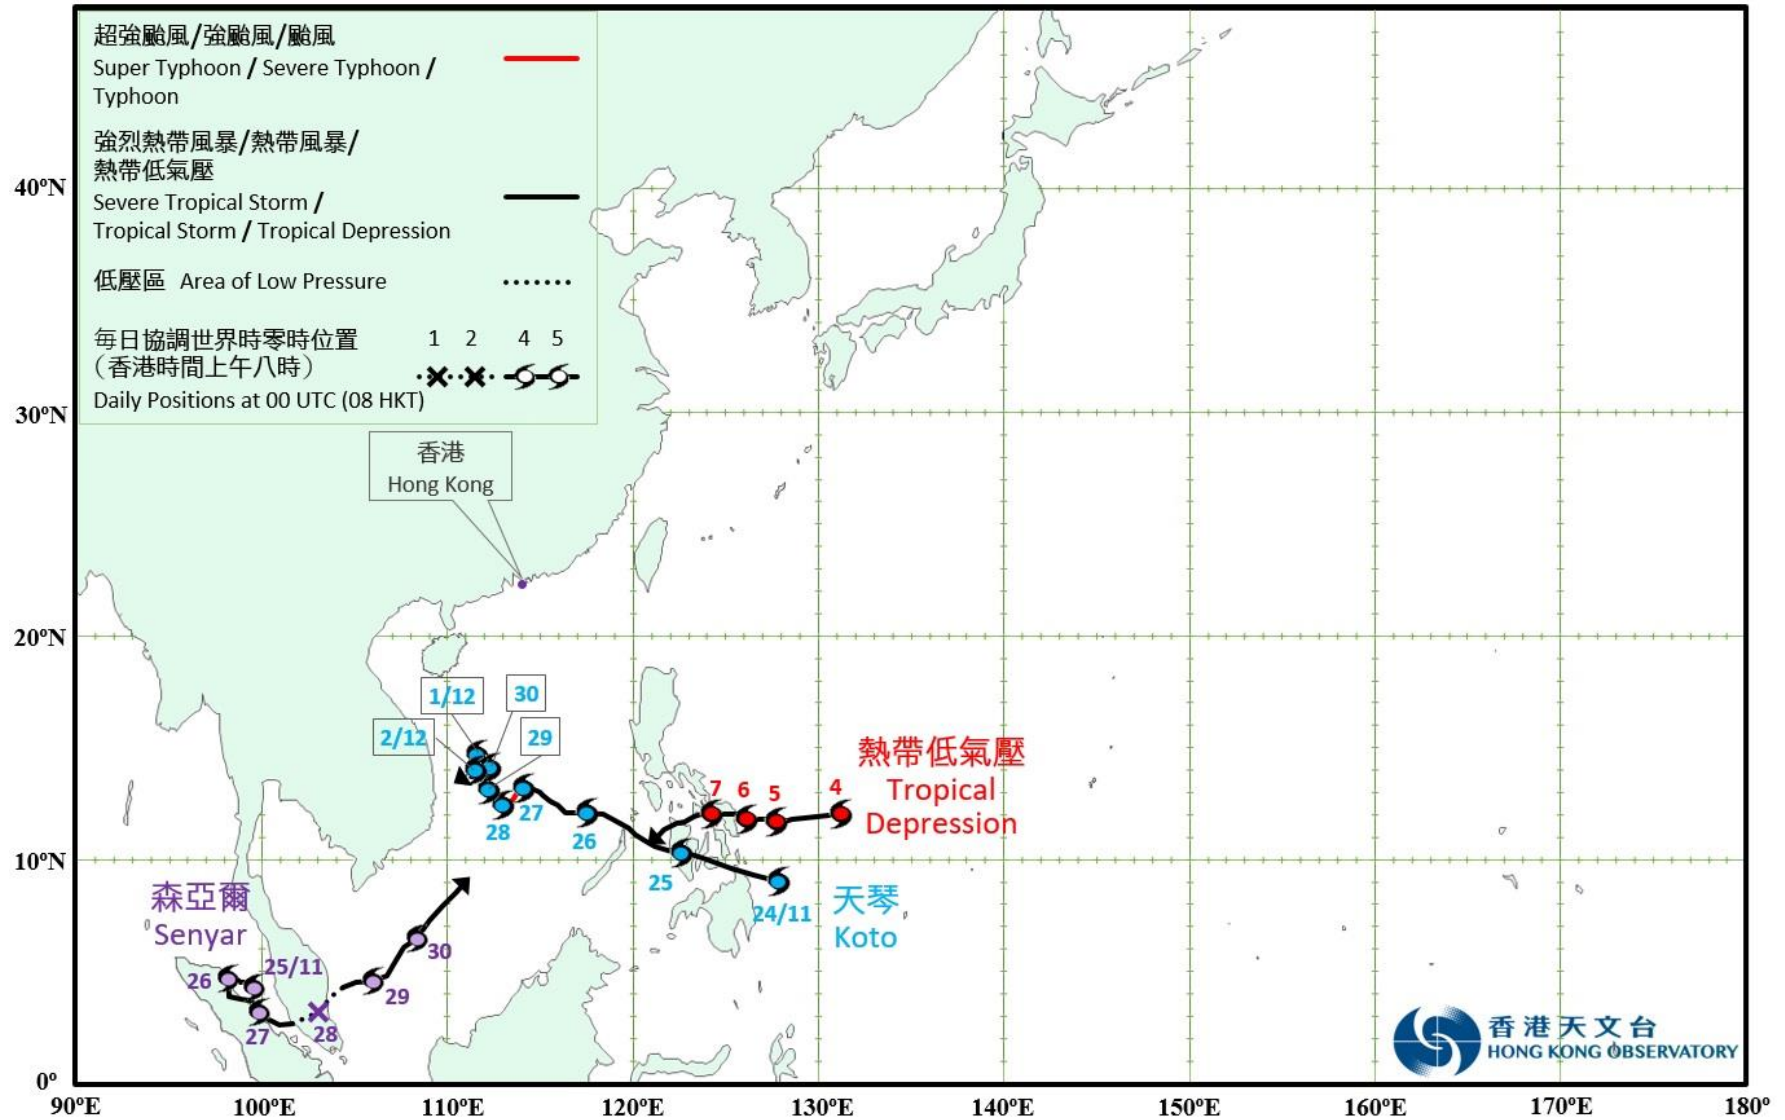 超強颱風/強颱風/颱風
Super Typhoon / Severe Typhoon /
Typhoon
強烈熱帶風暴/熱帶風暴/
熱帶低氣壓
Severe Tropical Storm /
Tropical Storm / Tropical Depression
低壓區 Area of Low Pressure
每日協調世界時零時位置
（香港時間上午八時）
Daily Positions at 00 UTC (08 HKT)
1 2 4 5
40ºN
30ºN
香港
Hong Kong
20ºN
1/12
30
2/12
29
熱帶低氣壓
Tropical
Depression
7 6 5 4
27
28
26
10ºN
25
24/11
天琴
Koto
森亞爾
Senyar
30
25/11
26
29
27
28
香港天文台
HONG KONG OBSERVATORY
0º
90ºE 100ºE 110ºE 120ºE 130ºE 140ºE 150ºE 160ºE 170ºE 180º